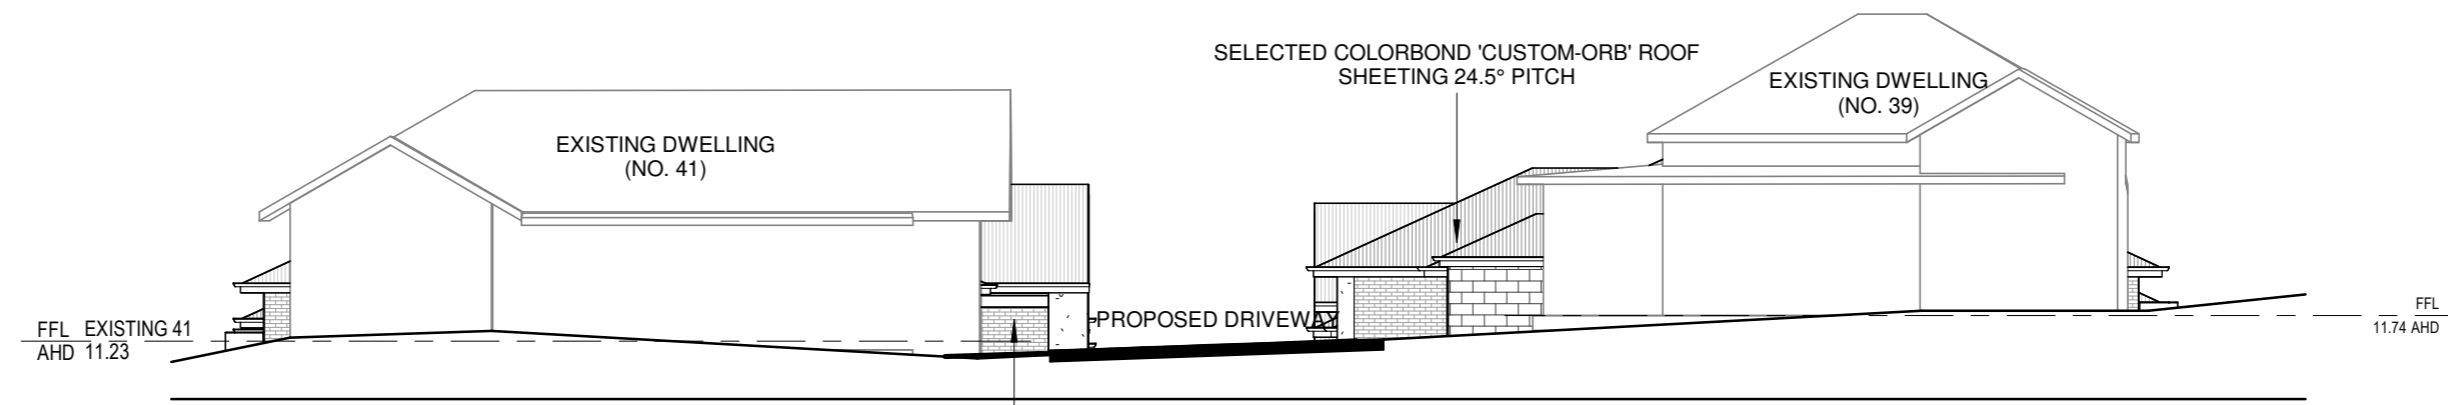 SELECTED COLORBOND 'CUSTOM-ORB' ROOF
SHEETING 24.5° PITCH
EXISTING DWELLING
(NO. 39)
EXISTING DWELLING
(NO. 41)
PROPOSED DRIVEWAY
FFL EXISTING 41
AHD 11.23
FFL
11.74 AHD